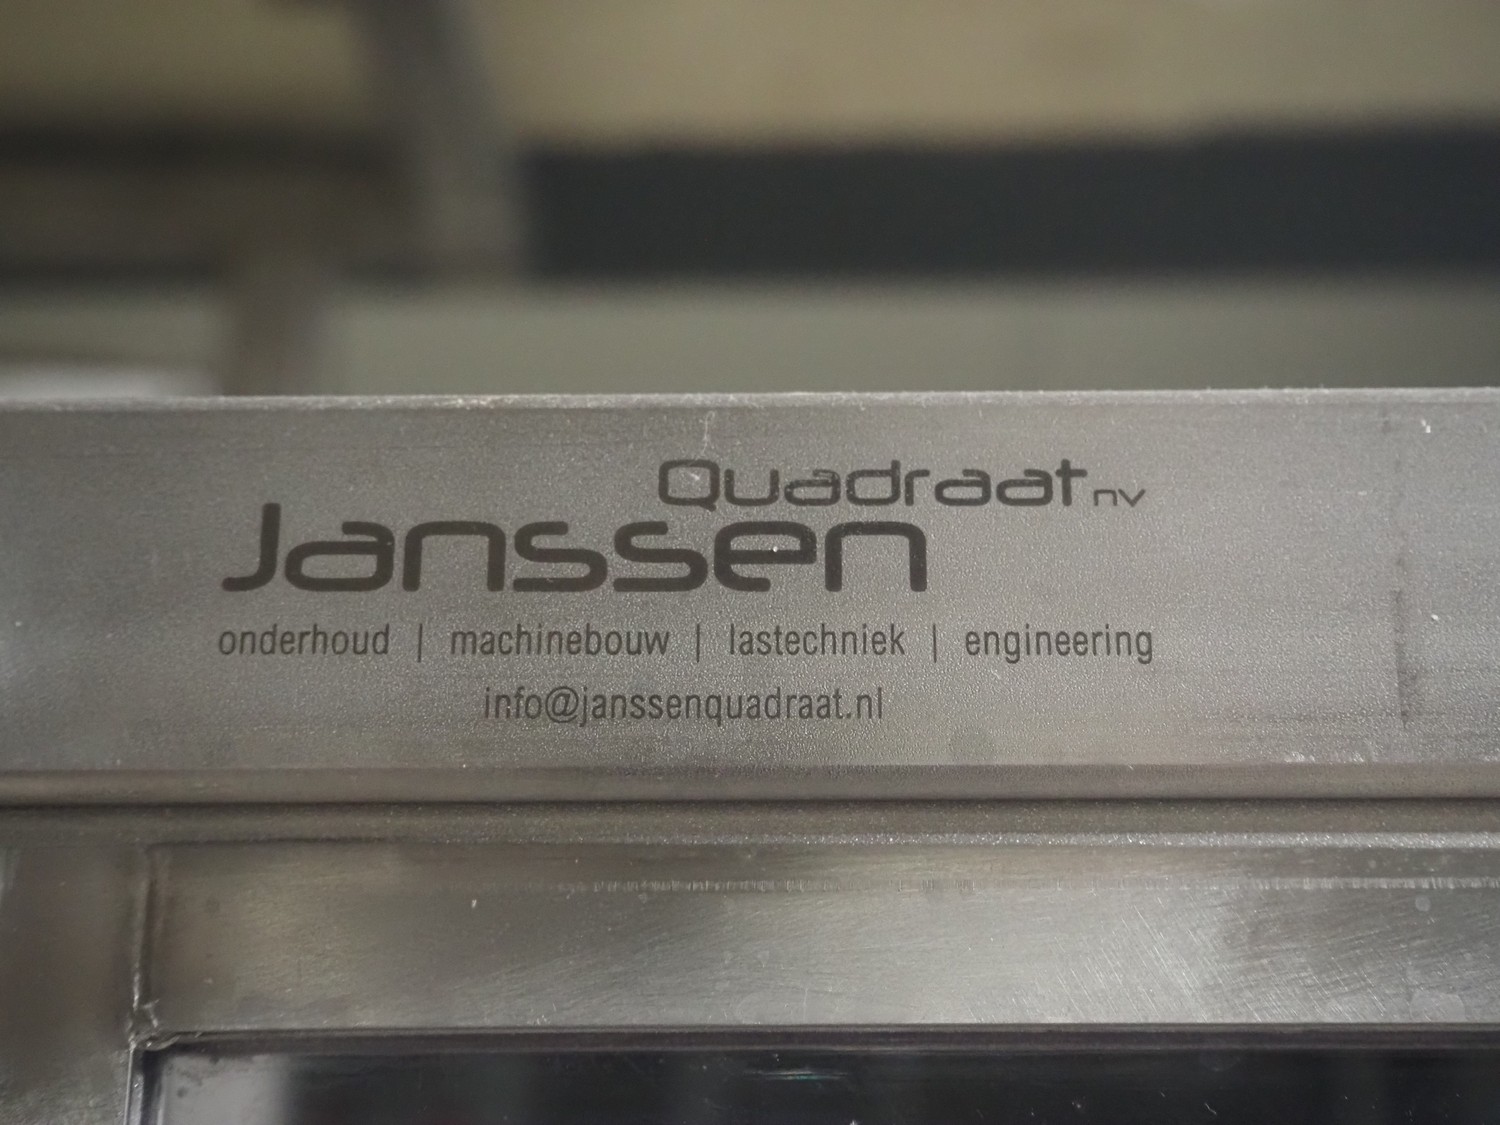 Quadraat nv
Janssen
onderhoud | machinebouw | lastechniek | engineering
info@janssenquadraat.nl